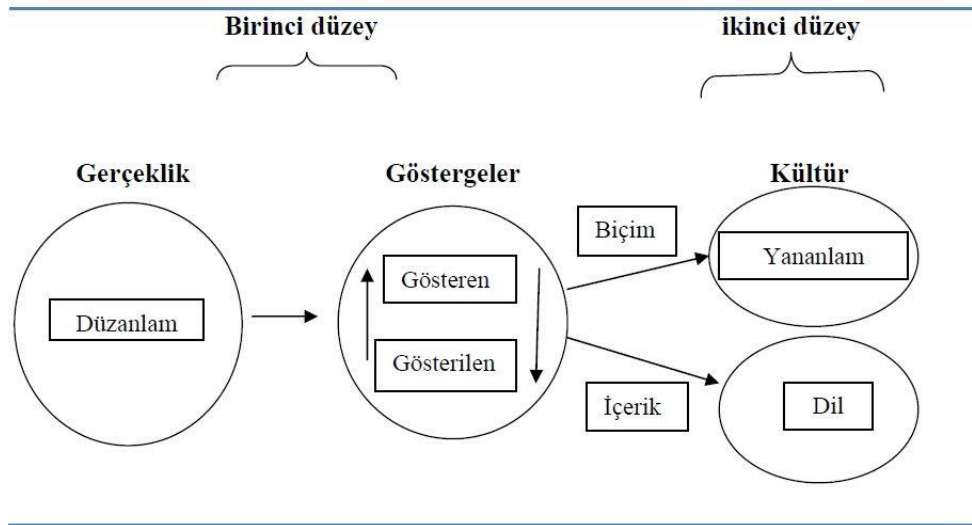 Birinci düzey
ikinci düzey
Gerçeklik
Göstergeler
Kültür
Biçim
Gösteren
Yananlam
Düzanlam
Gösterilen
İçerik
Dil